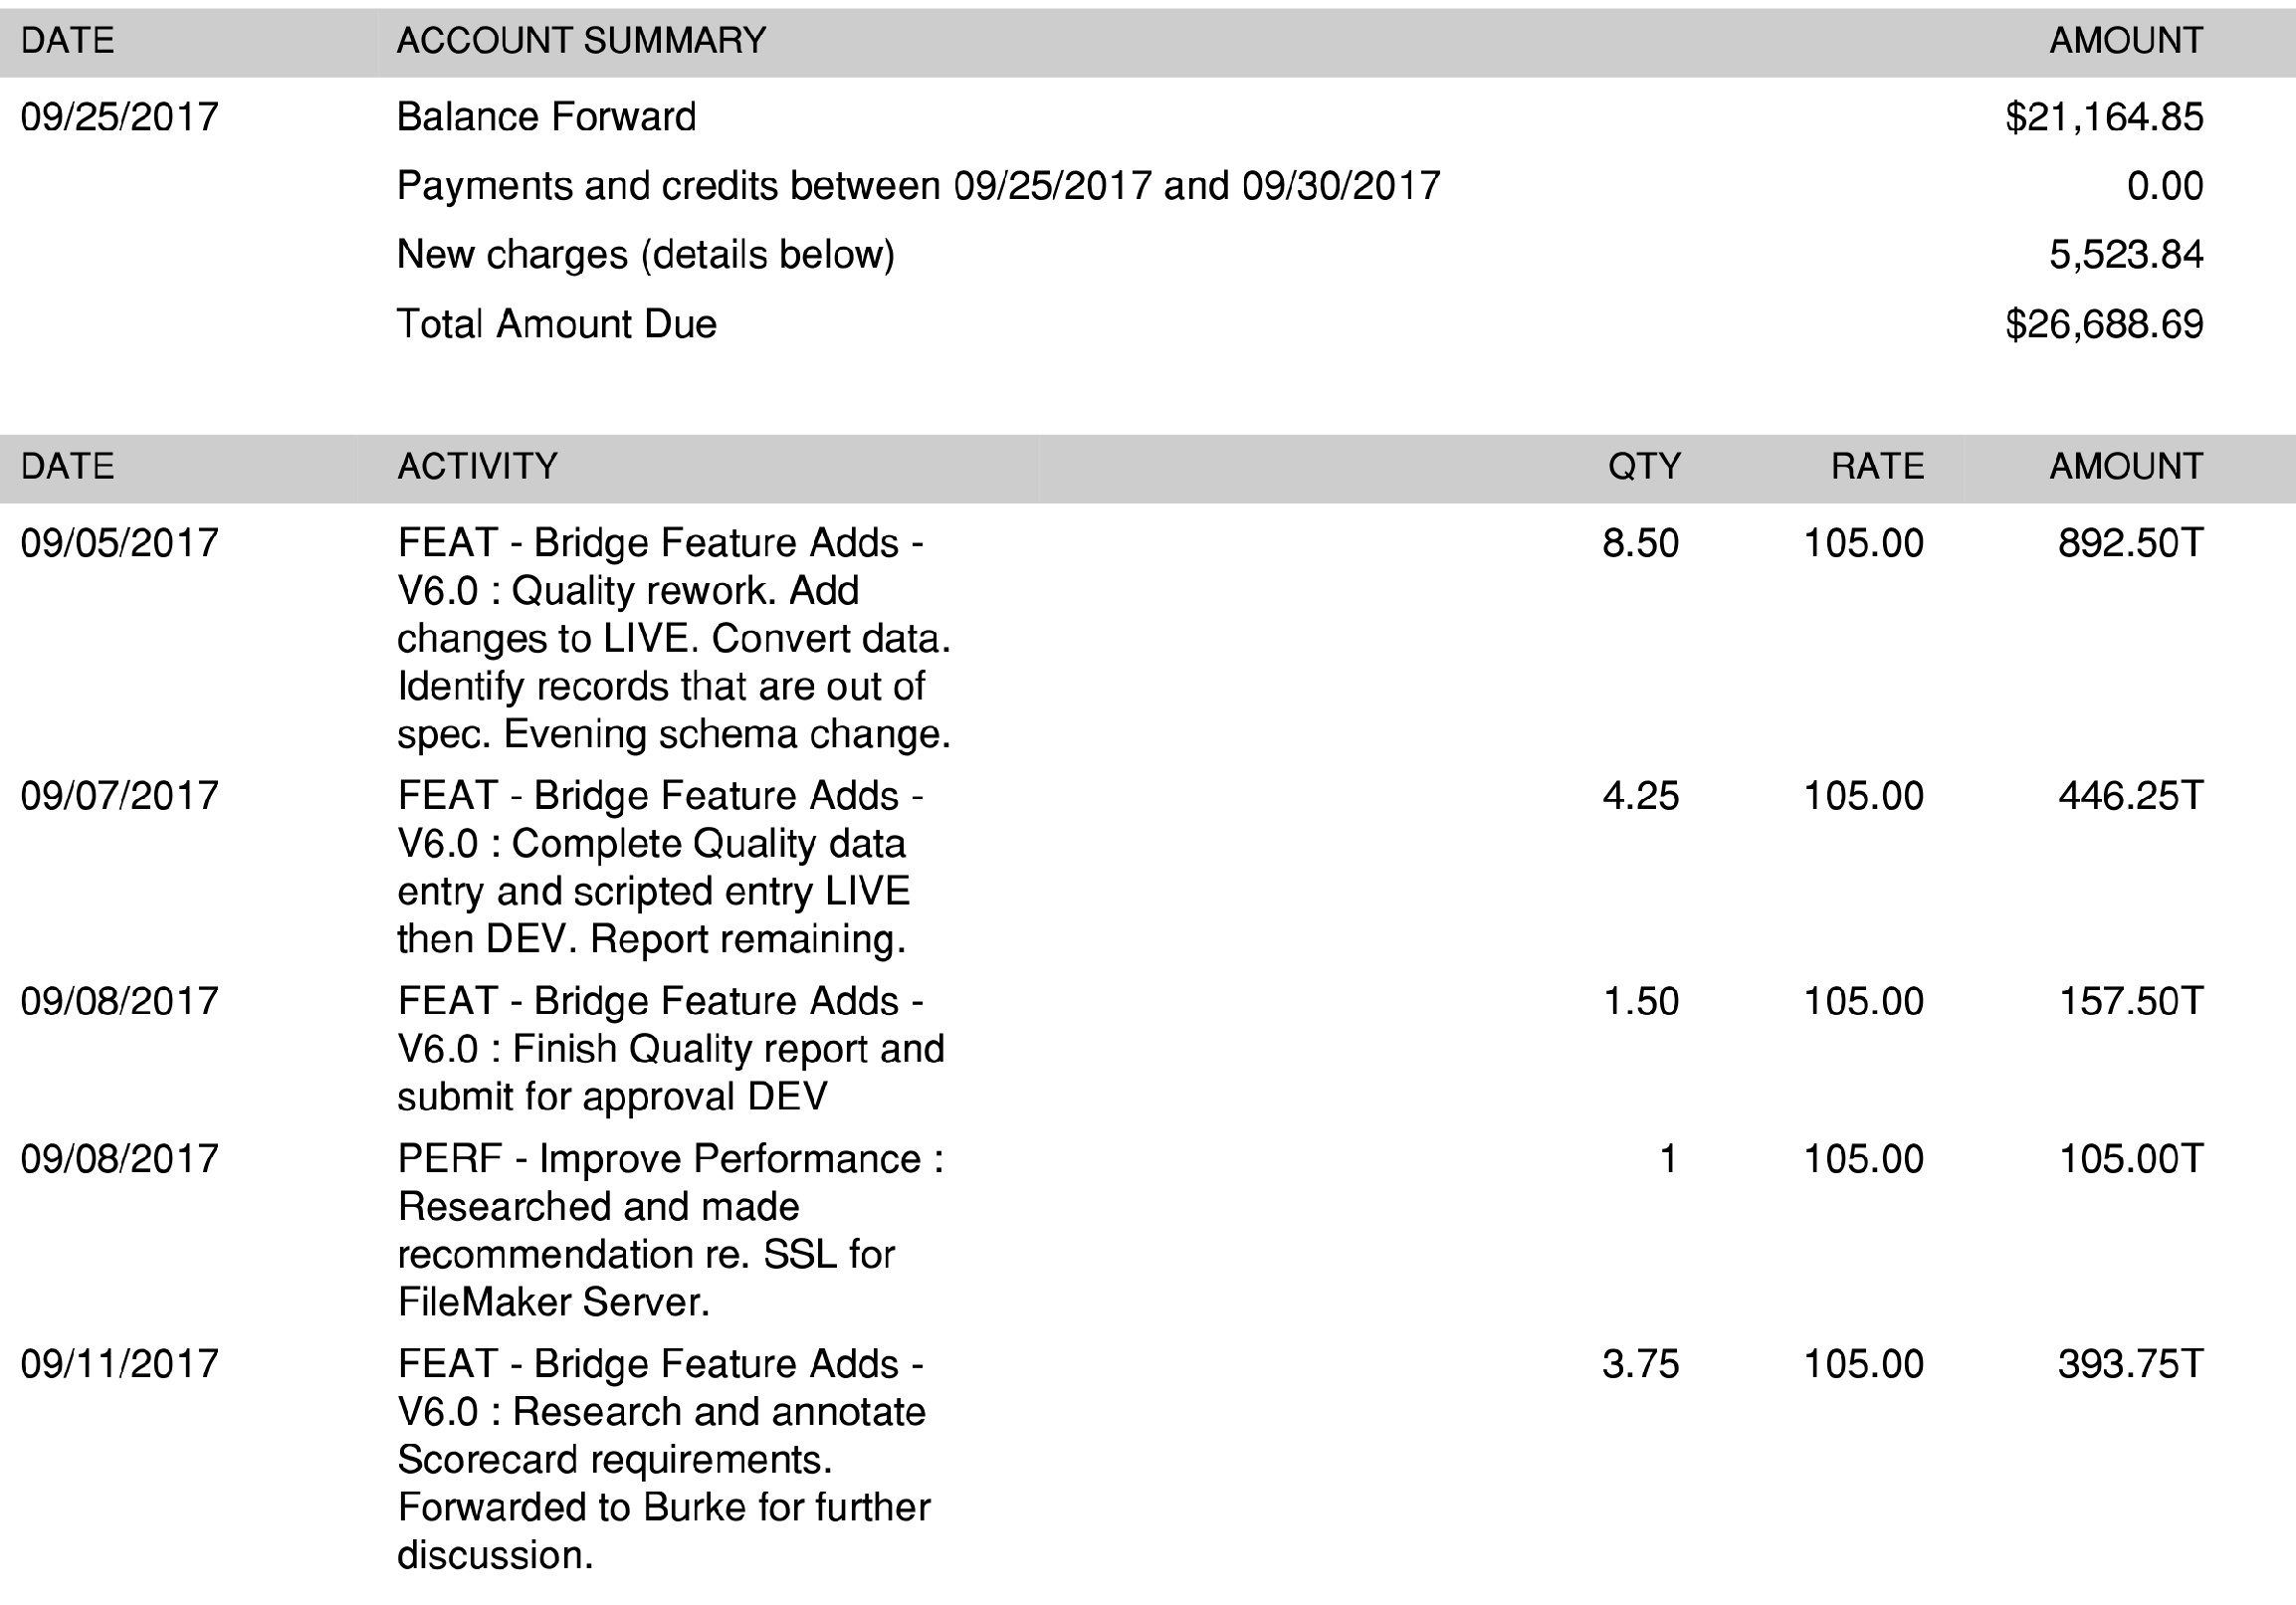 DATE ACCOUNT SUMMARY AMOUNT
09/25/2017 Balance Forward $21,164.85
Payments and credits between 09/25/2017 and 09/30/2017 0.00
New charges (details below) 5,523.84
Total Amount Due $26,688.69
DATE ACTIVITY QTY RATE AMOUNT
09/05/2017 FEAT - Bridge Feature Adds - 8.50 105.00 892.50T
V6.0 : Quality rework. Add
changes to LIVE. Convert data.
Identify records that are out of
spec. Evening schema change.
09/07/2017 FEAT - Bridge Feature Adds - 4.25 105.00 446.25T
V6.0 : Complete Quality data
entry and scripted entry LIVE
then DEV. Report remaining.
09/08/2017 FEAT - Bridge Feature Adds - 1.50 105.00 157.50T
V6.0 : Finish Quality report and
submit for approval DEV
09/08/2017 PERF - Improve Performance : 1 105.00 105.00T
Researched and made
recommendation re. SSL for
FileMaker Server.
09/11/2017 FEAT - Bridge Feature Adds - 3.75 105.00 393.75T
V6.0 : Research and annotate
Scorecard requirements.
Forwarded to Burke for further
discussion.